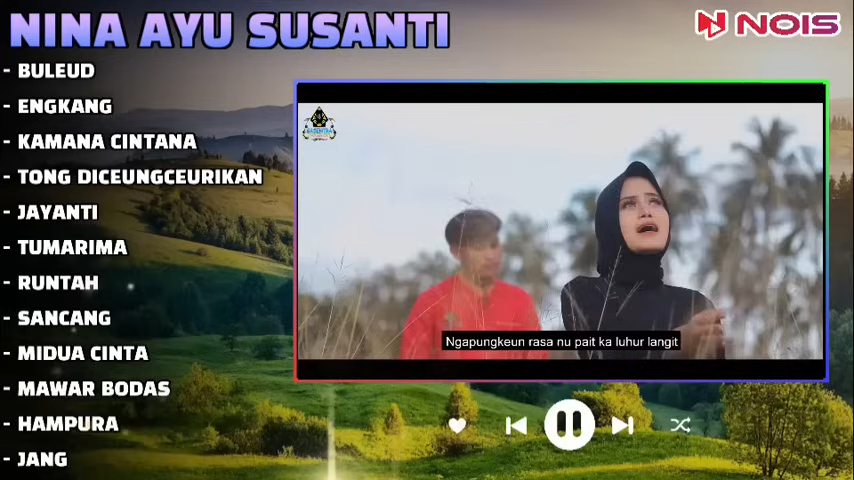 NINA AYU SUSANTI
NOIS
- BULEUD
- ENGKANG
- KAMANA CINTANA
- TONG DICEUNGCEURIKAN
- JAYANTI
- TUMARIMA
- RUNTAH
- SANCANG
- MIDUA CINTA
- MAWAR BODAS
- HAMPURA
- JANG
Ngapungkeun rasa nu pait ka luhur langit